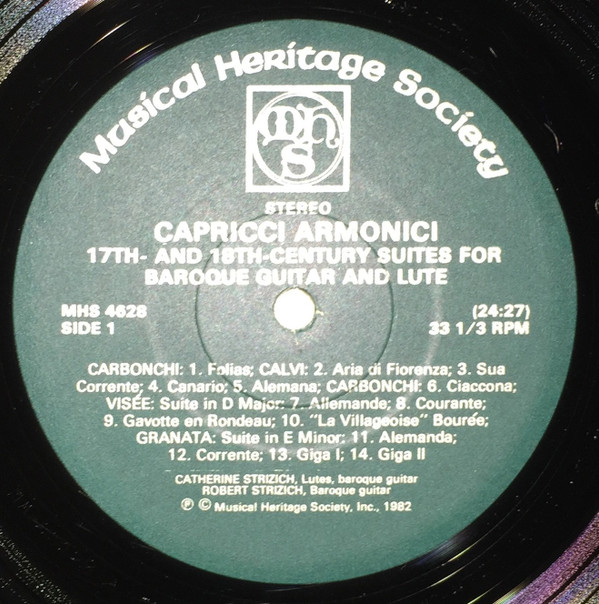 Musical Heritage Society
mhs
STEREO
CAPRICCI ARMONICI
17TH- AND 18TH-CENTURY SUITES FOR
BAROQUE GUITAR AND LUTE
MHS 4628 (24:27)
SIDE 1 33 1/3 RPM
CARBONCHI: 1. Folias; CALVI: 2. Aria di Fiorenza; 3. Sua
Corrente; 4. Canario; 5. Alemana; CARBONCHI: 6. Ciaccona;
VISÉE: Suite in D Major: 7. Allemande; 8. Courante;
9. Gavotte en Rondeau; 10. "La Villageoise" Bourée;
GRANATA: Suite in E Minor: 11. Alemanda;
12. Corrente; 13. Giga I; 14. Giga II
CATHERINE STRIZICH, Lutes, baroque guitar
ROBERT STRIZICH, Baroque guitar
℗ © Musical Heritage Society, Inc., 1982